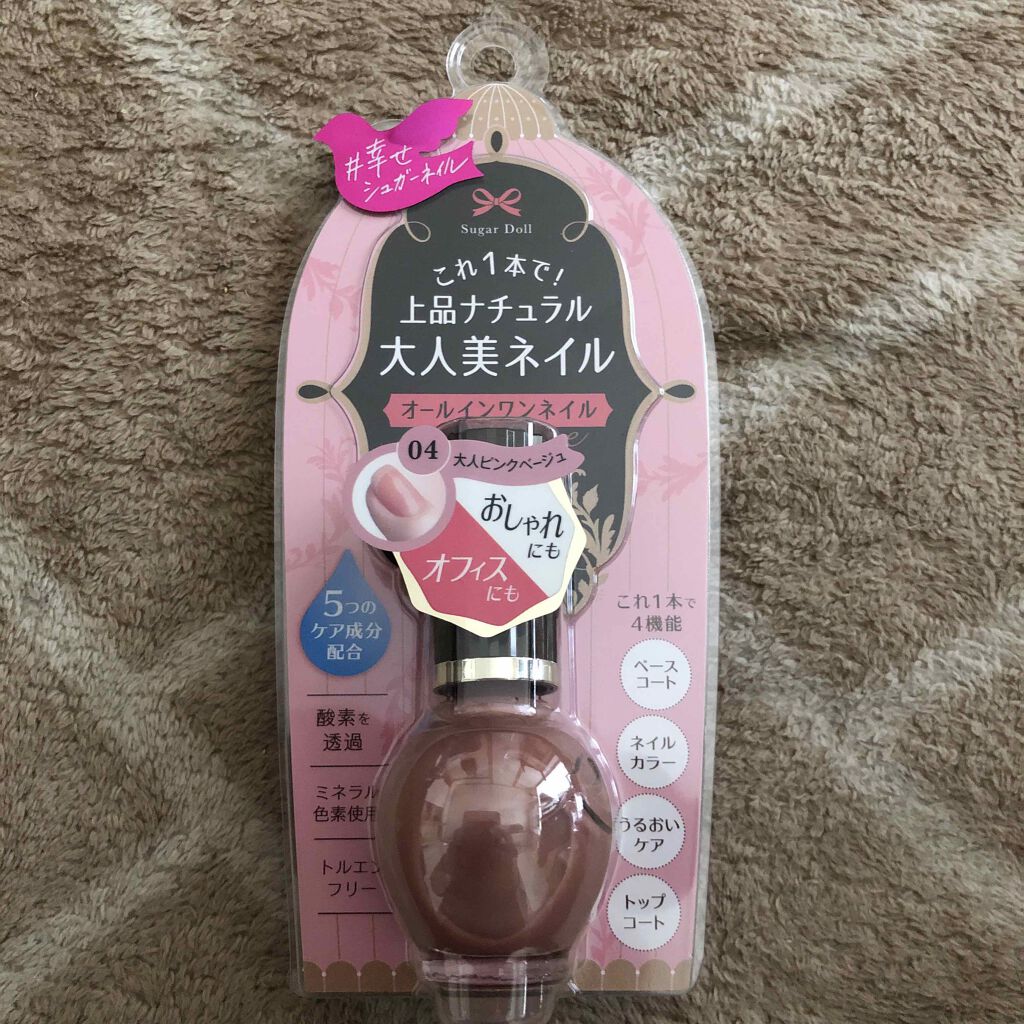 #幸せ
シュガーネイル
Sugar Doll
これ1本で!
上品ナチュラル
大人美ネイル
オールインワンネイル
04
大人ピンクベージュ
おしゃれ
にも
オフィス
にも
5つの
ケア成分
配合
酸素を
透過
ミネラル
色素使用
トルエン
フリー
これ1本で
4機能
ベース
コート
ネイル
カラー
うるおい
ケア
トップ
コート